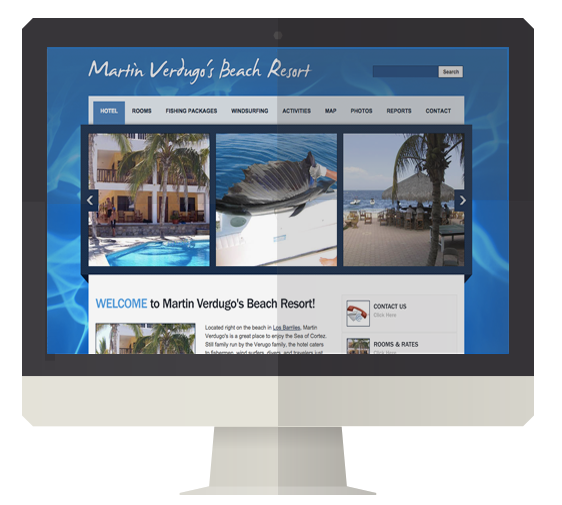 Martin Verdugo's Beach Resort
Search
HOTEL ROOMS FISHING PACKAGES WINDSURFING ACTIVITIES MAP PHOTOS REPORTS CONTACT
WELCOME to Martin Verdugo's Beach Resort!
Located right on the beach in Los Barriles, Martin
Verdugo's is a great place to enjoy the Sea of Cortez.
Still family run by the Verugo family, the hotel caters
to fishermen, wind surfers, divers, and travelers just
CONTACT US
Click Here
ROOMS & RATES
Click Here